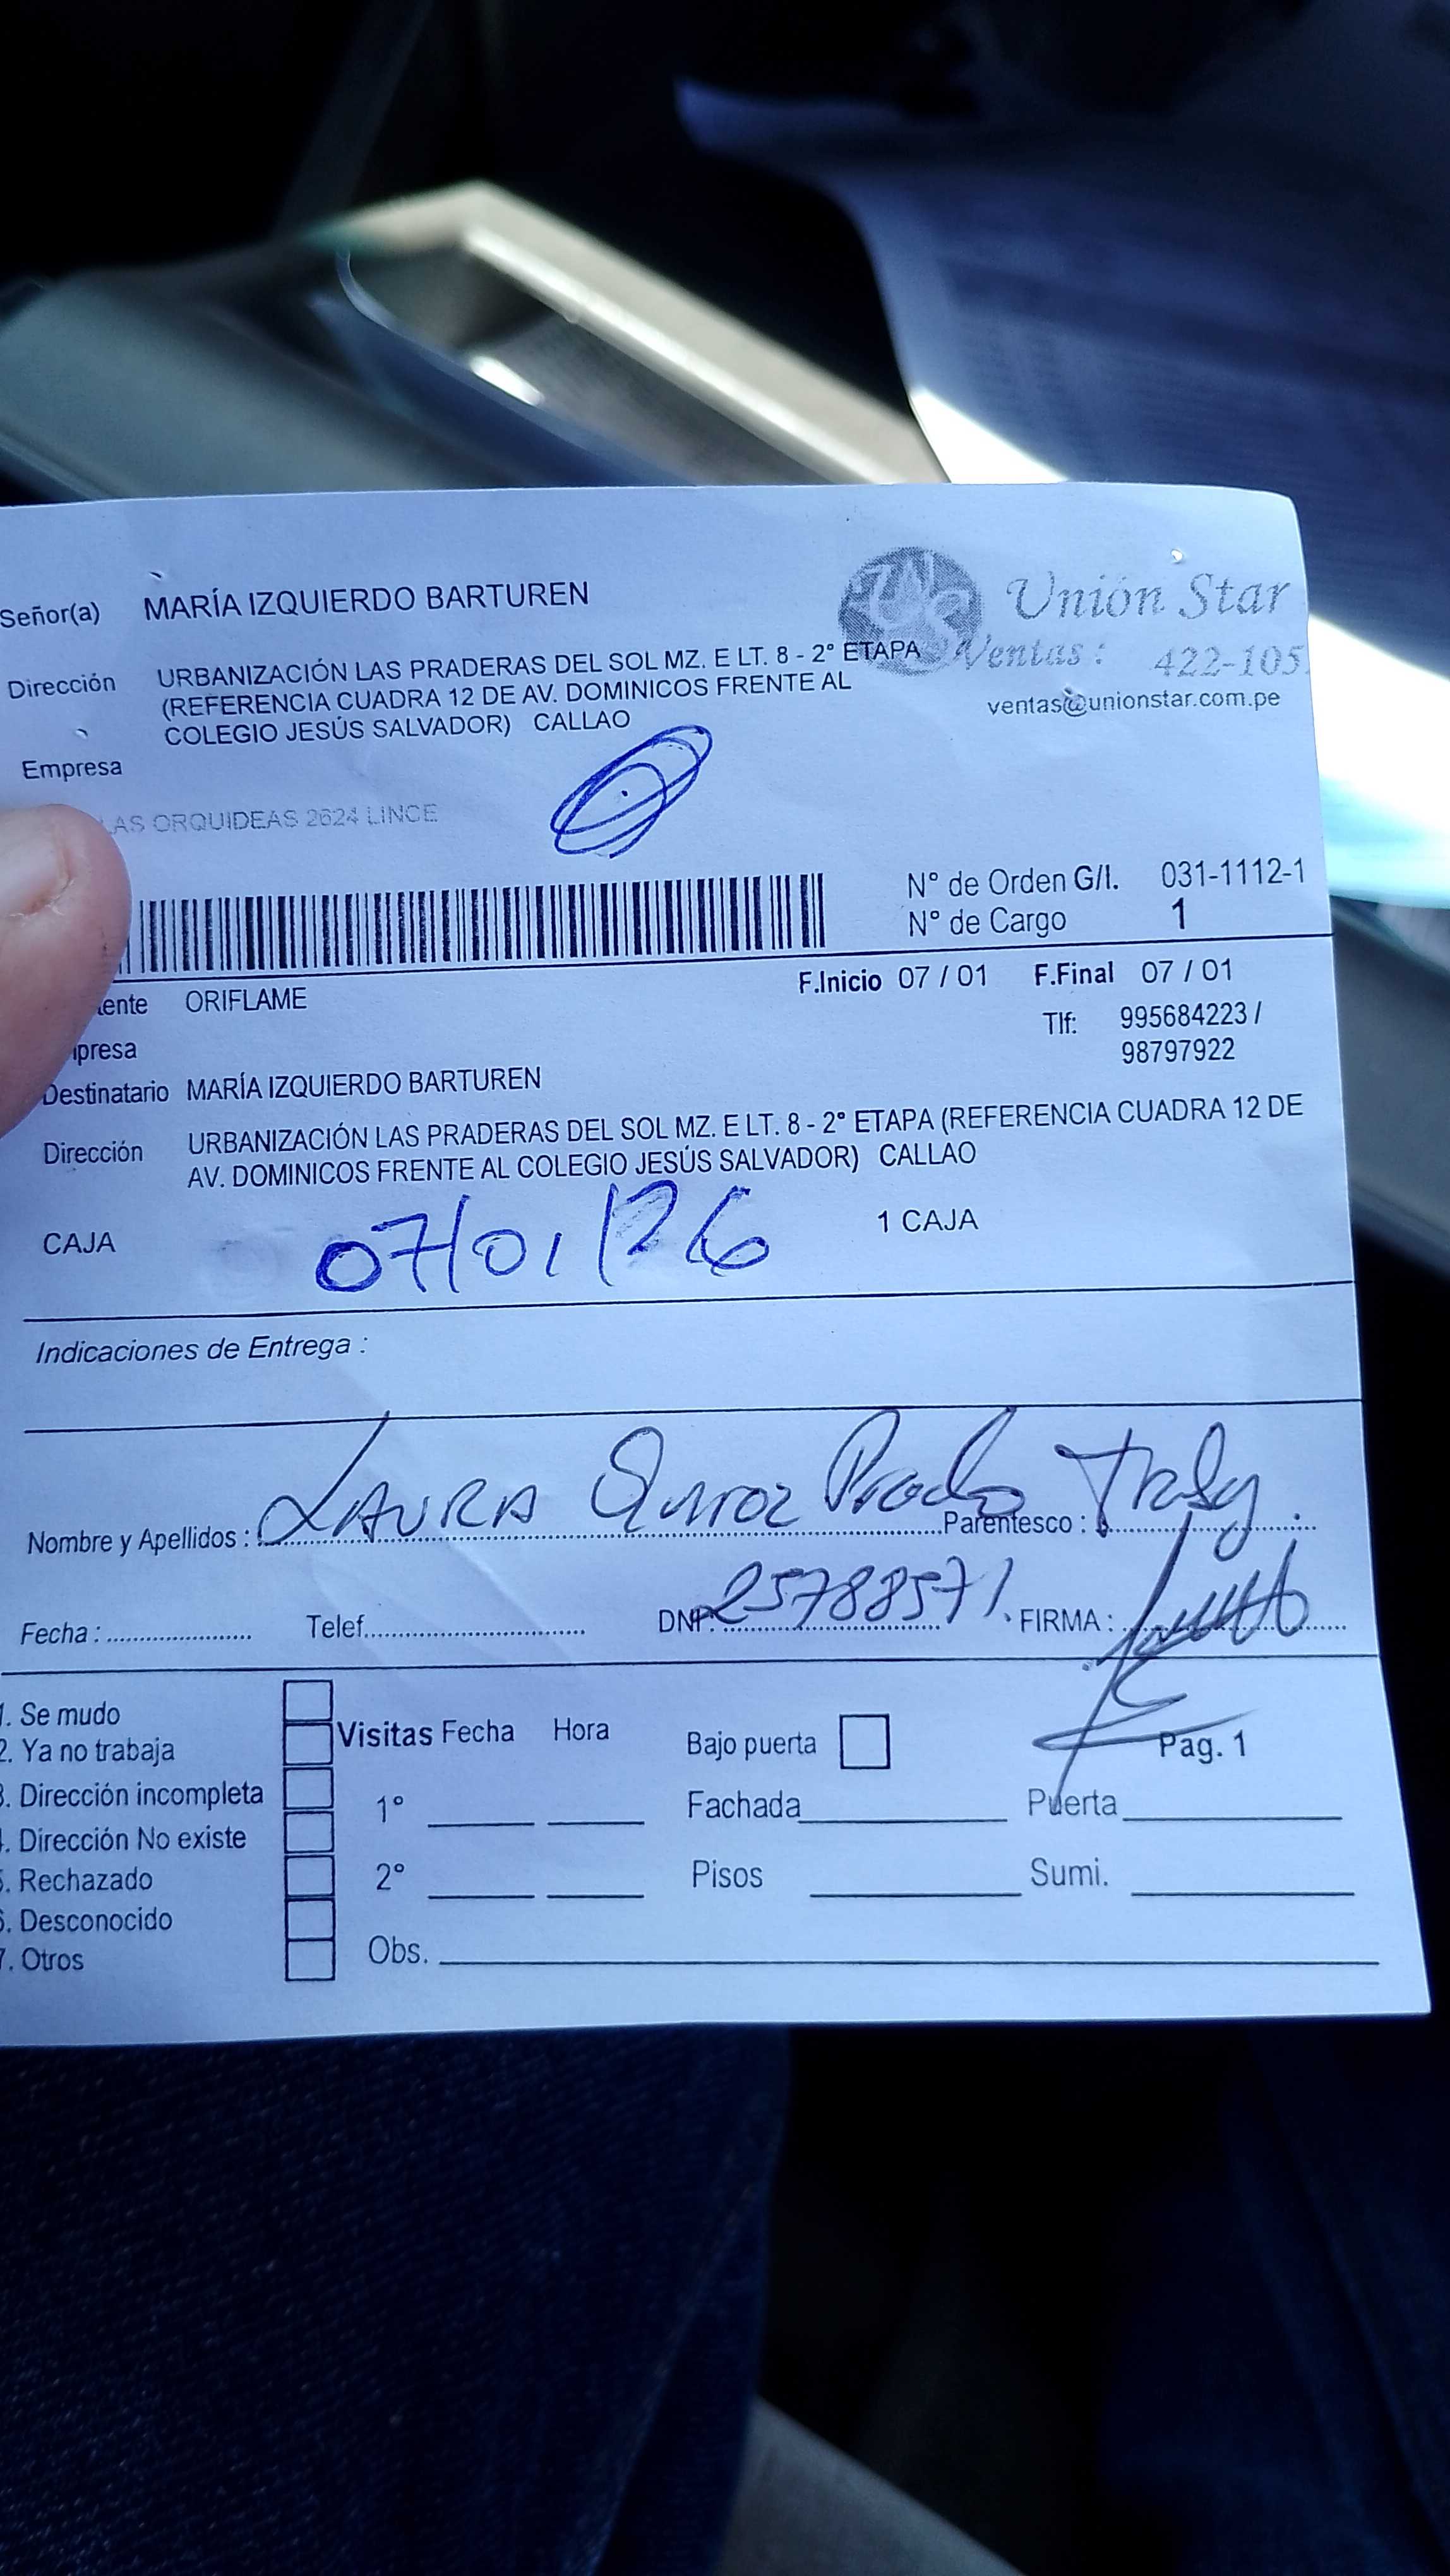 Señor(a) MARÍA IZQUIERDO BARTUREN
Unión Star
Ventas : 422-105
ventas@unionstar.com.pe
Dirección URBANIZACIÓN LAS PRADERAS DEL SOL MZ. E LT. 8 - 2° ETAPA
(REFERENCIA CUADRA 12 DE AV. DOMINICOS FRENTE AL
COLEGIO JESÚS SALVADOR) CALLAO
Empresa
LAS ORQUIDEAS 2624 LINCE
N° de Orden G/I. 031-1112-1
N° de Cargo 1
ente ORIFLAME
F.Inicio 07 / 01 F.Final 07 / 01
presa
Tlf: 995684223 /
98797922
Destinatario MARÍA IZQUIERDO BARTUREN
Dirección URBANIZACIÓN LAS PRADERAS DEL SOL MZ. E LT. 8 - 2° ETAPA (REFERENCIA CUADRA 12 DE
AV. DOMINICOS FRENTE AL COLEGIO JESÚS SALVADOR) CALLAO
CAJA 07/01/26 1 CAJA
Indicaciones de Entrega :
Nombre y Apellidos : LAURA Quiroz Prado Parentesco :
Fecha : Telef. DNI: 25788571. FIRMA :
1. Se mudo
2. Ya no trabaja
3. Dirección incompleta
4. Dirección No existe
5. Rechazado
6. Desconocido
7. Otros
Visitas Fecha Hora
1°
2°
Obs.
Bajo puerta
Pag. 1
Fachada Puerta
Pisos Sumi.